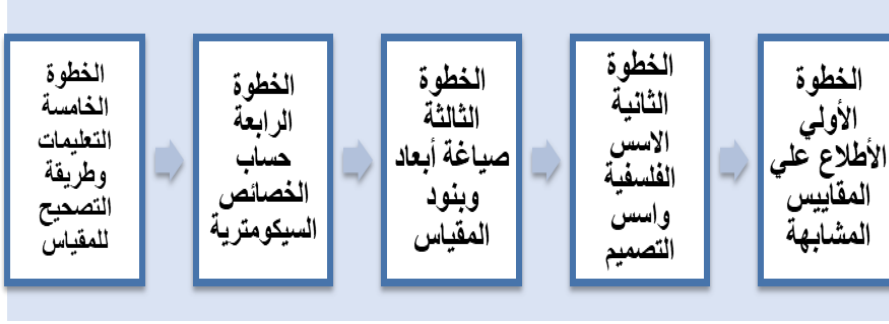 الخطوة
الأولي
الأطلاع علي
المقاييس
المشابهة
الخطوة
الثانية
الاسس
الفلسفية
واسس
التصميم
الخطوة
الثالثة
صياغة أبعاد
وبنود
المقياس
الخطوة
الرابعة
حساب
الخصائص
السيكومترية
الخطوة
الخامسة
التعليمات
وطريقة
التصحيح
للمقياس